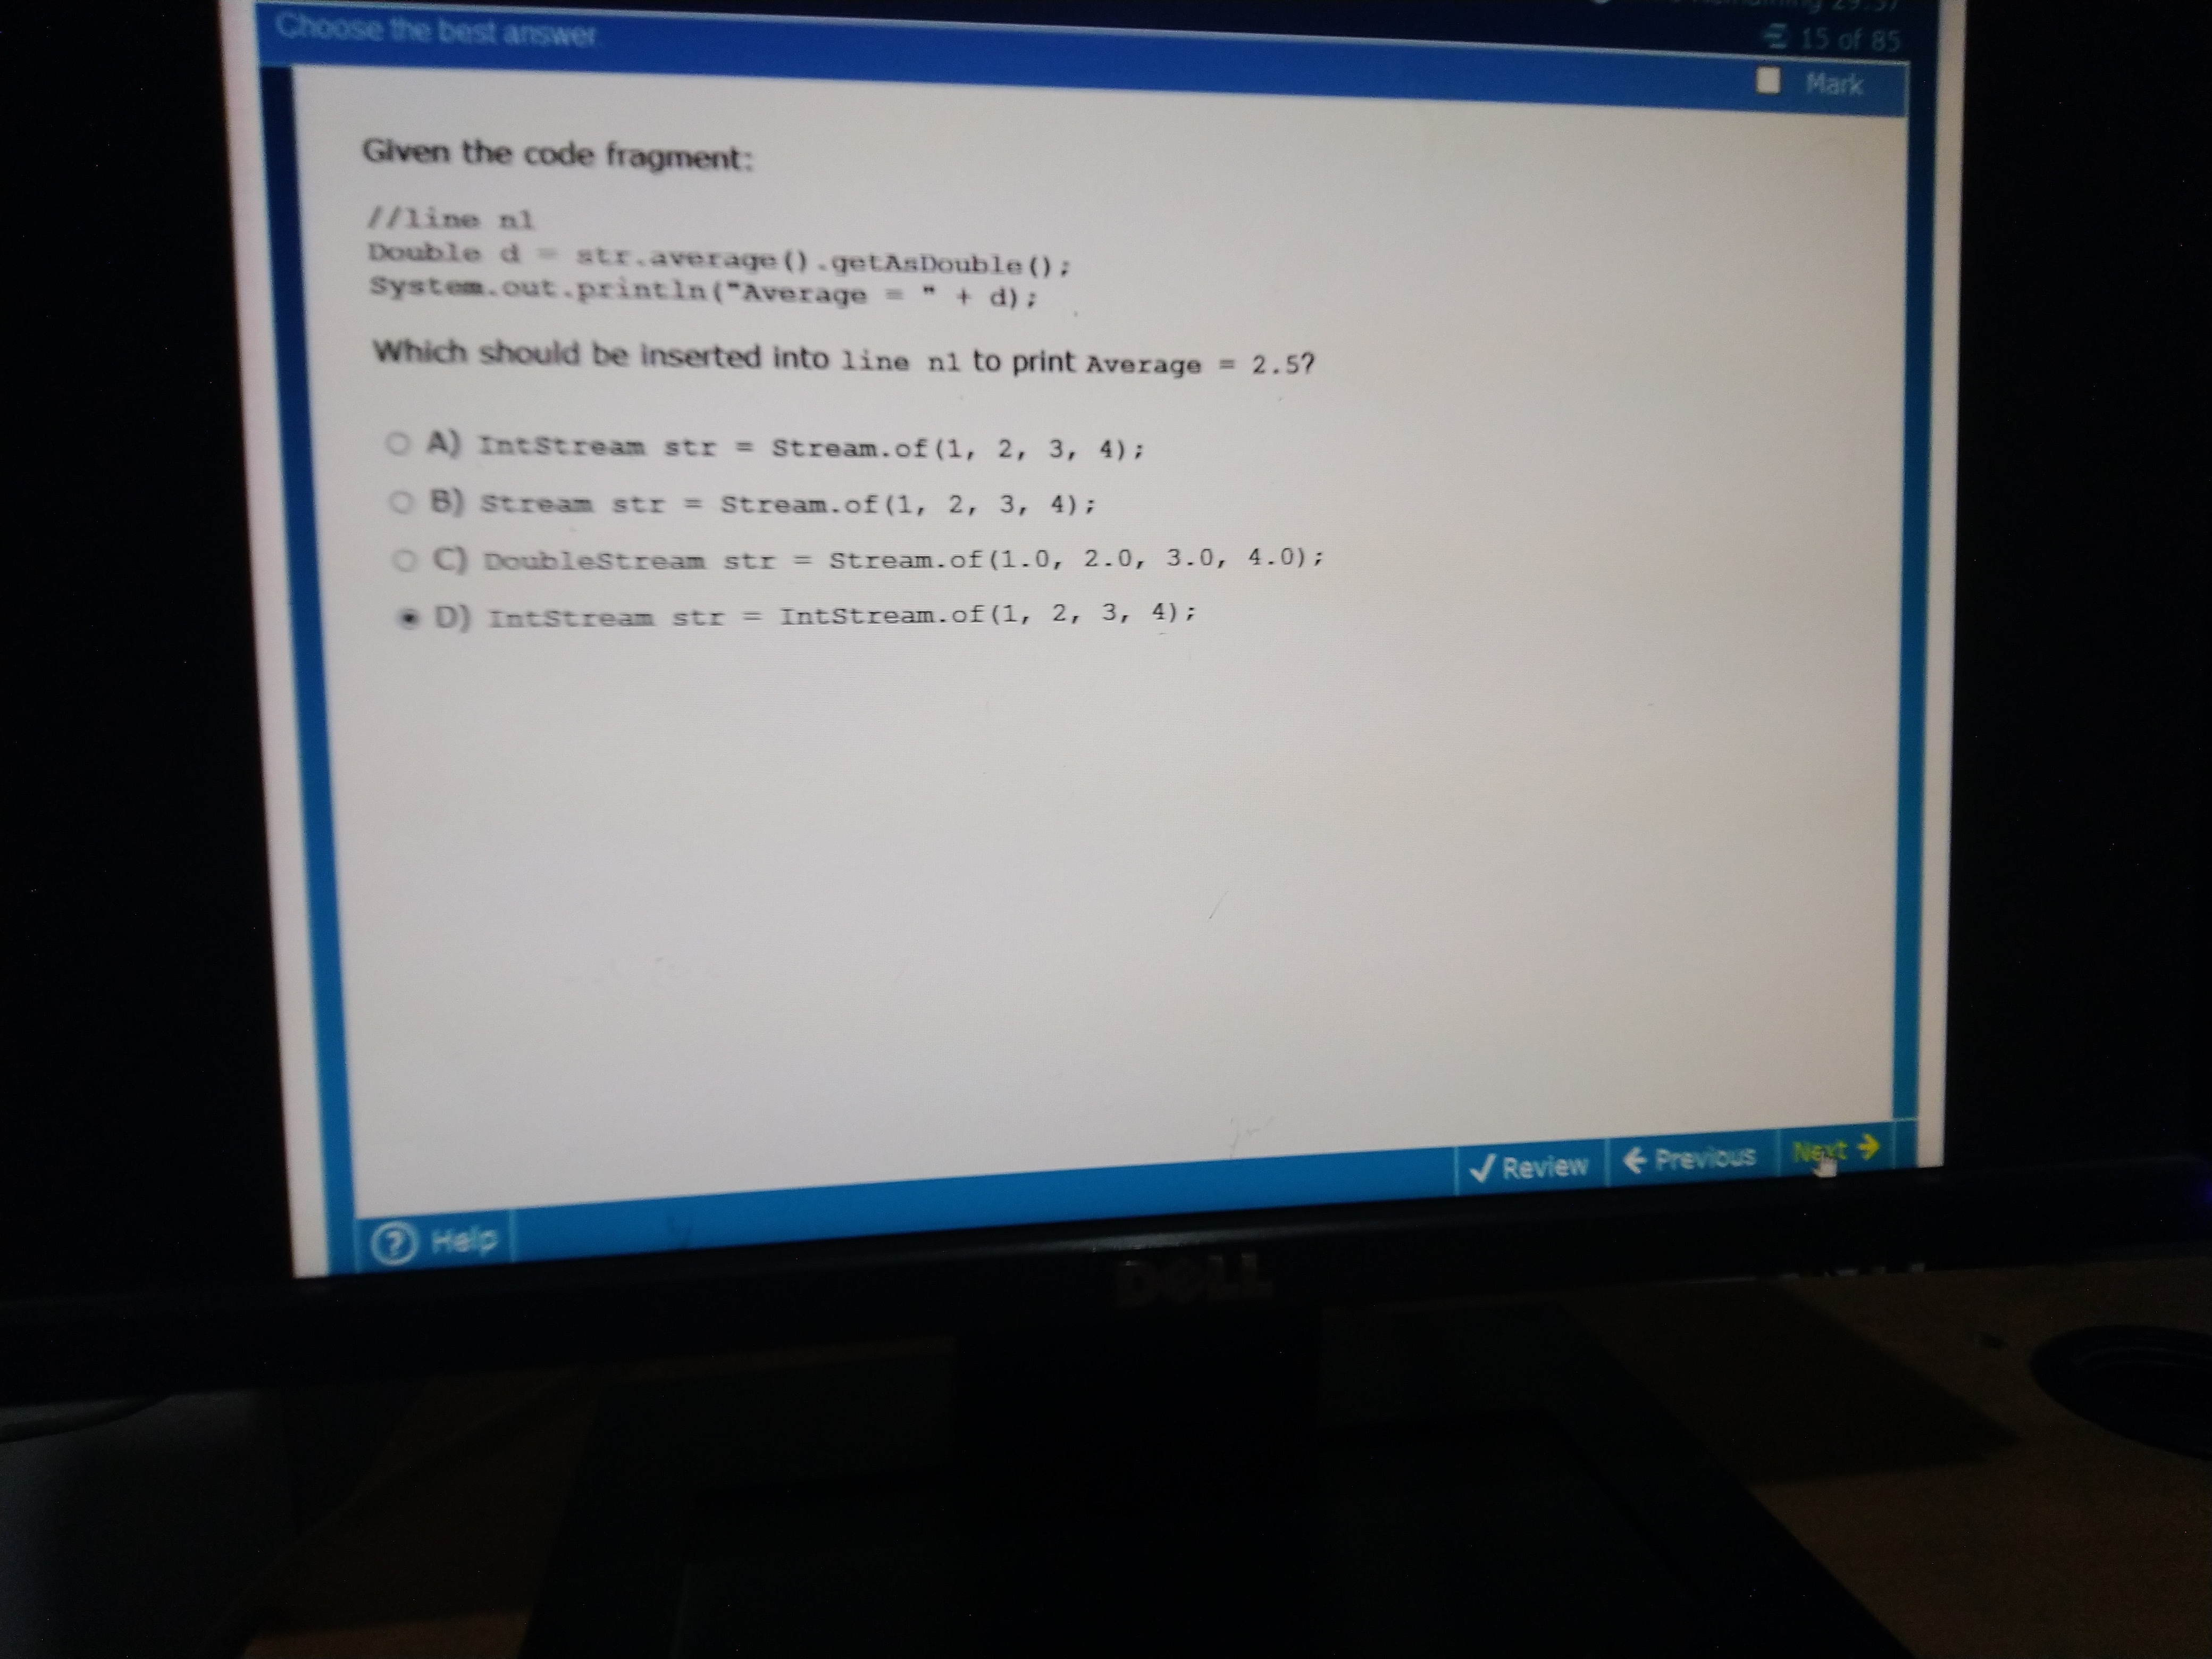 Remaining 29:57
Choose the best answer.
15 of 85
Mark
Given the code fragment:
//line n1
Double d = str.average().getAsDouble();
System.out.println("Average = " + d);
Which should be inserted into line n1 to print Average = 2.5?
A) IntStream str = Stream.of(1, 2, 3, 4);
B) Stream str = Stream.of(1, 2, 3, 4);
C) DoubleStream str = Stream.of(1.0, 2.0, 3.0, 4.0);
D) IntStream str = IntStream.of(1, 2, 3, 4);
Review
Previous
Next
? Help
DELL